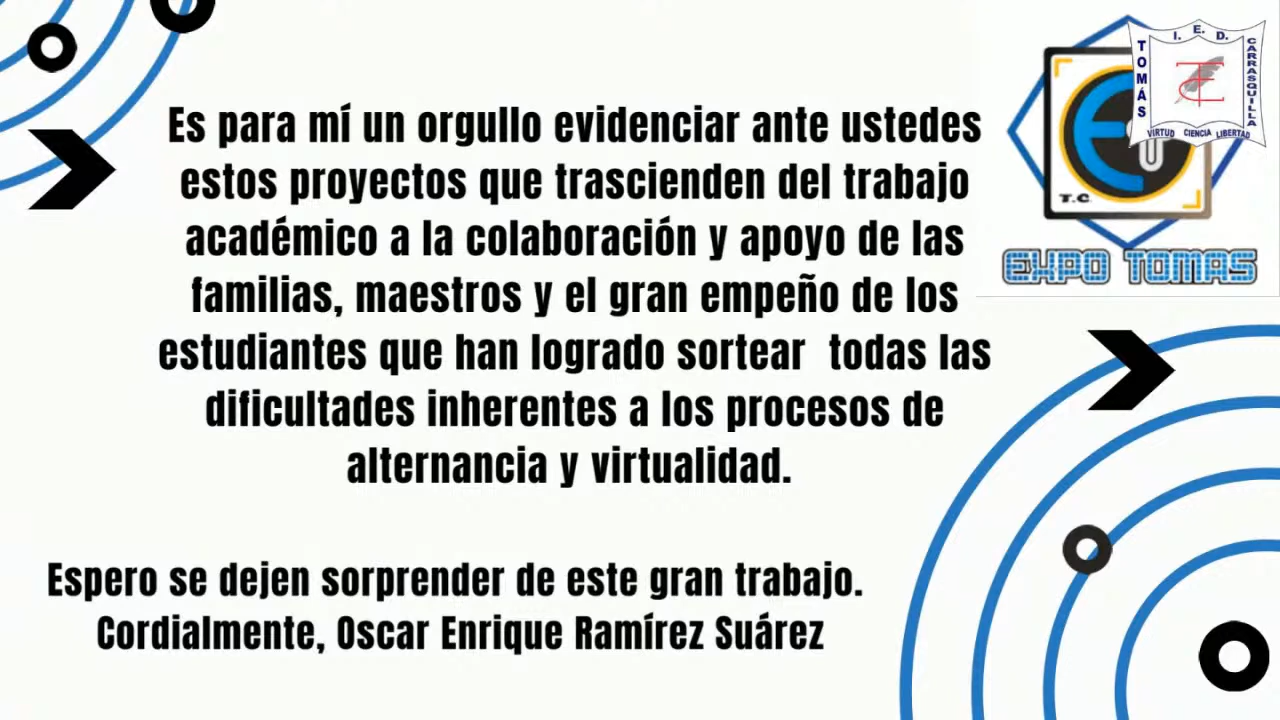 Es para mí un orgullo evidenciar ante ustedes
estos proyectos que trascienden del trabajo
académico a la colaboración y apoyo de las
familias, maestros y el gran empeño de los
estudiantes que han logrado sortear todas las
dificultades inherentes a los procesos de
alternancia y virtualidad.
Espero se dejen sorprender de este gran trabajo.
Cordialmente, Oscar Enrique Ramírez Suárez
I. E. D.
TOMÁS
CARRASQUILLA
VIRTUD CIENCIA LIBERTAD
T.C
EXPO TOMAS